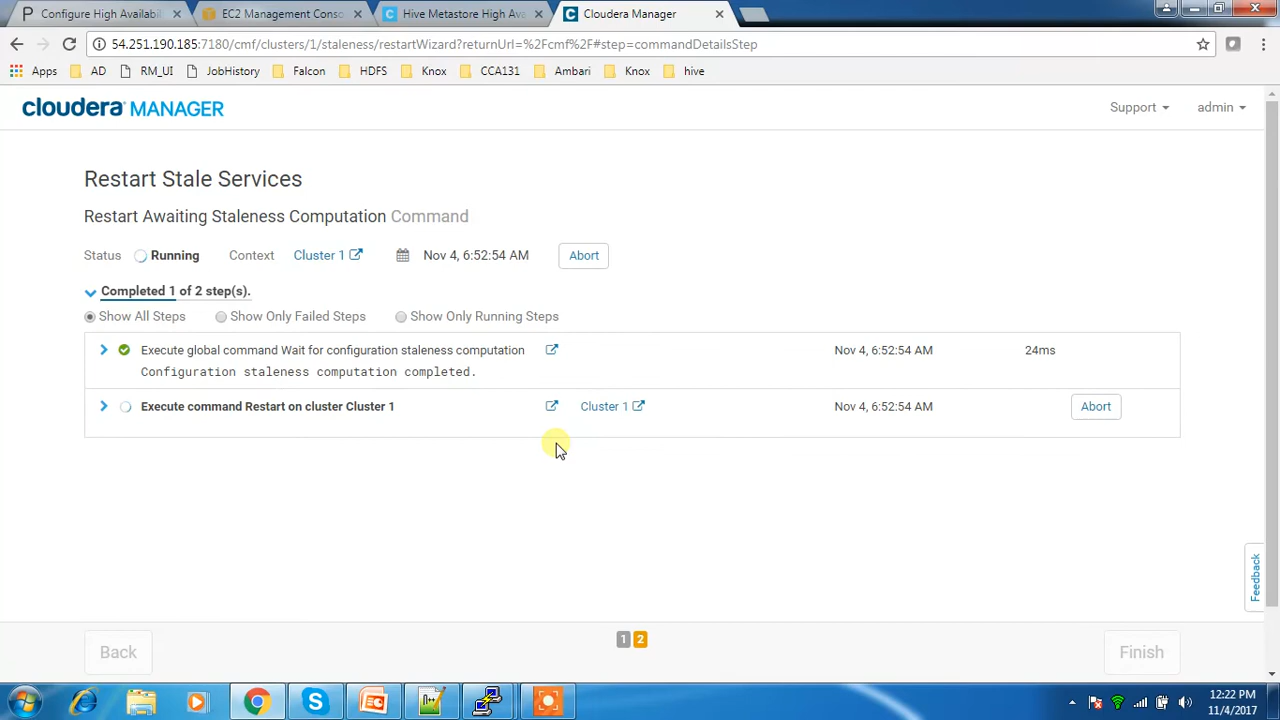 Configure High Availabili
EC2 Management Conso
Hive Metastore High Ava
Cloudera Manager
54.251.190.185:7180/cmf/clusters/1/staleness/restartWizard?returnUrl=%2Fcmf%2F#step=commandDetailsStep
Apps AD RM_UI JobHistory Falcon HDFS Knox CCA131 Ambari Knox hive
cloudera MANAGER
Support admin
Restart Stale Services
Restart Awaiting Staleness Computation Command
Status Running Context Cluster 1 Nov 4, 6:52:54 AM Abort
Completed 1 of 2 step(s).
Show All Steps Show Only Failed Steps Show Only Running Steps
Execute global command Wait for configuration staleness computation Nov 4, 6:52:54 AM 24ms
Configuration staleness computation completed.
Execute command Restart on cluster Cluster 1 Cluster 1 Nov 4, 6:52:54 AM Abort
Feedback
Back 1 2 Finish
12:22 PM
11/4/2017